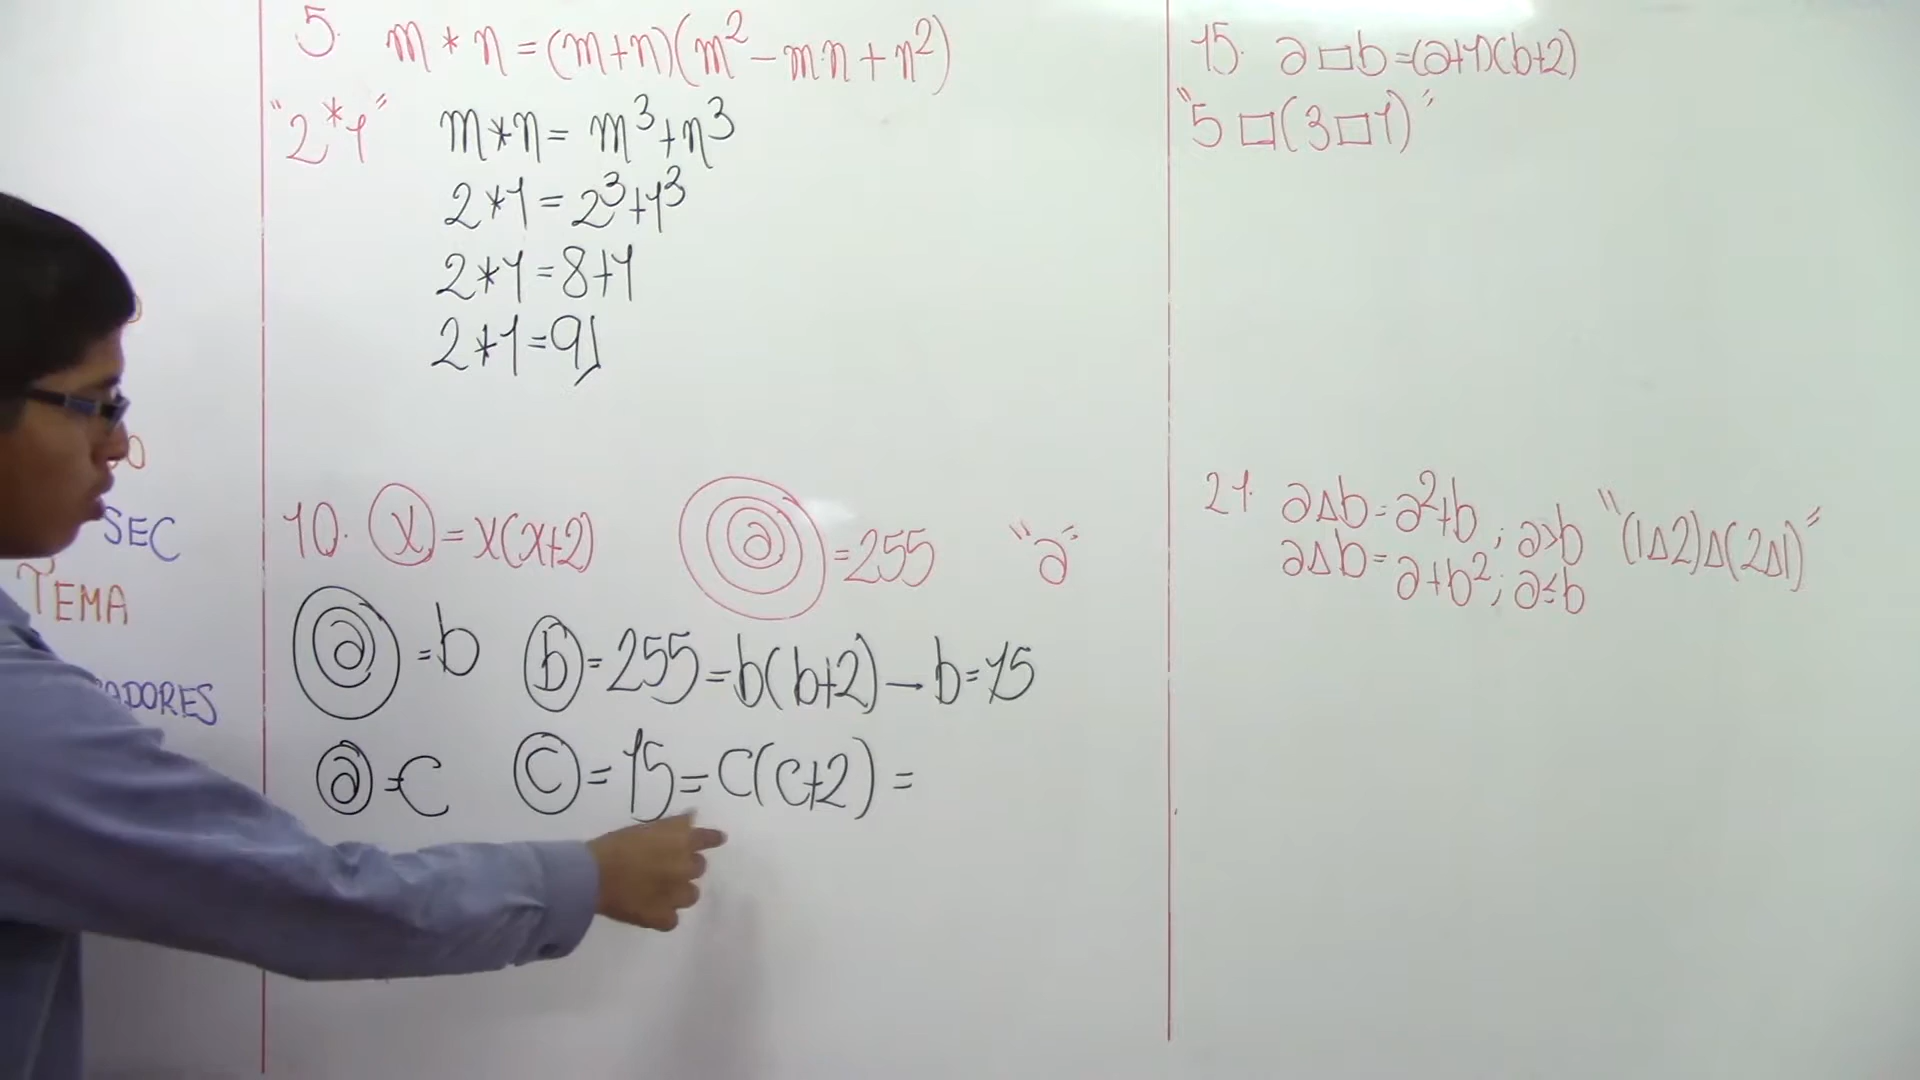 SEC
TEMA
ADORES
5. m * n = (m+n)(m² - m·n + n²)
"2*1" m*n = m³+n³
2*1 = 2³+1³
2*1 = 8+1
2*1 = 9
10. ⓧ = x(x+2) (((a))) = 255 "a"
((a)) = b ⓑ = 255 = b(b+2) → b = 15
ⓐ = c ⓒ = 15 = c(c+2) =
15. a□b = (a+1)(b+2)
"5□(3□1)"
21. a∆b = a²+b ; a>b "(1∆2)∆(2∆1)"
a∆b = a+b² ; a≤b